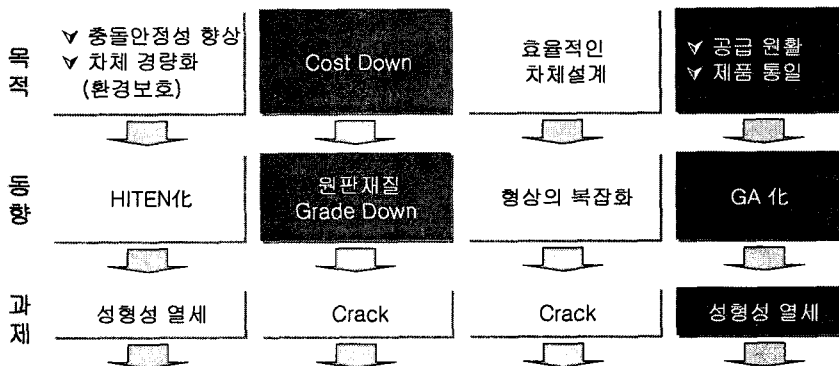 목적
∨ 충돌안정성 향상
∨ 차체 경량화
(환경보호)
Cost Down
효율적인
차체설계
∨ 공급 원활
∨ 제품 통일
동향
HITEN化
원판재질
Grade Down
형상의 복잡화
GA 化
과제
성형성 열세
Crack
Crack
성형성 열세